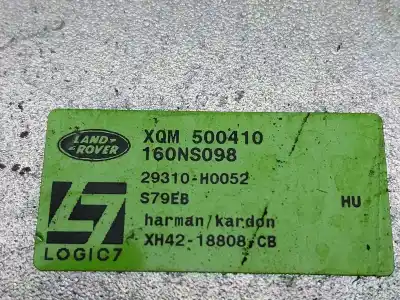 LAND-
ROVER
XQM 500410
160NS098
29310-H0052
S79EB
HU
harman/kardon
LOGIC7
XH42-18808-CB